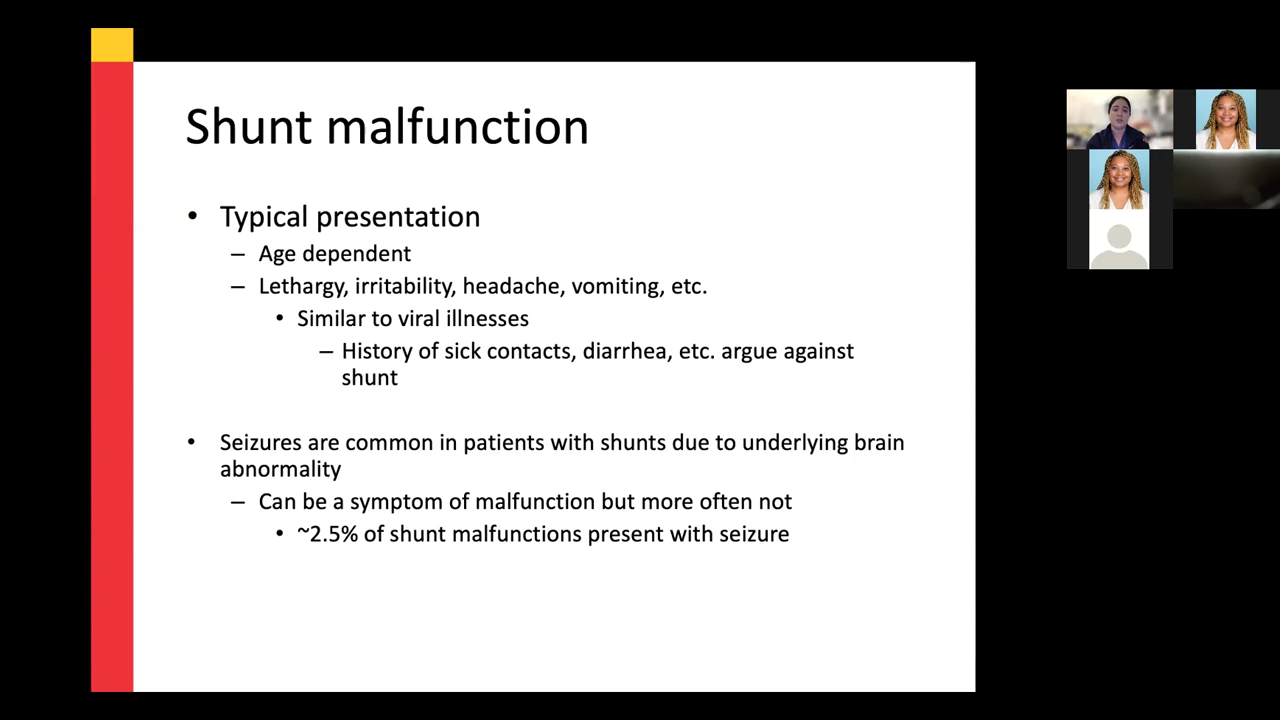 Shunt malfunction
• Typical presentation
– Age dependent
– Lethargy, irritability, headache, vomiting, etc.
• Similar to viral illnesses
– History of sick contacts, diarrhea, etc. argue against
shunt
• Seizures are common in patients with shunts due to underlying brain
abnormality
– Can be a symptom of malfunction but more often not
• ~2.5% of shunt malfunctions present with seizure